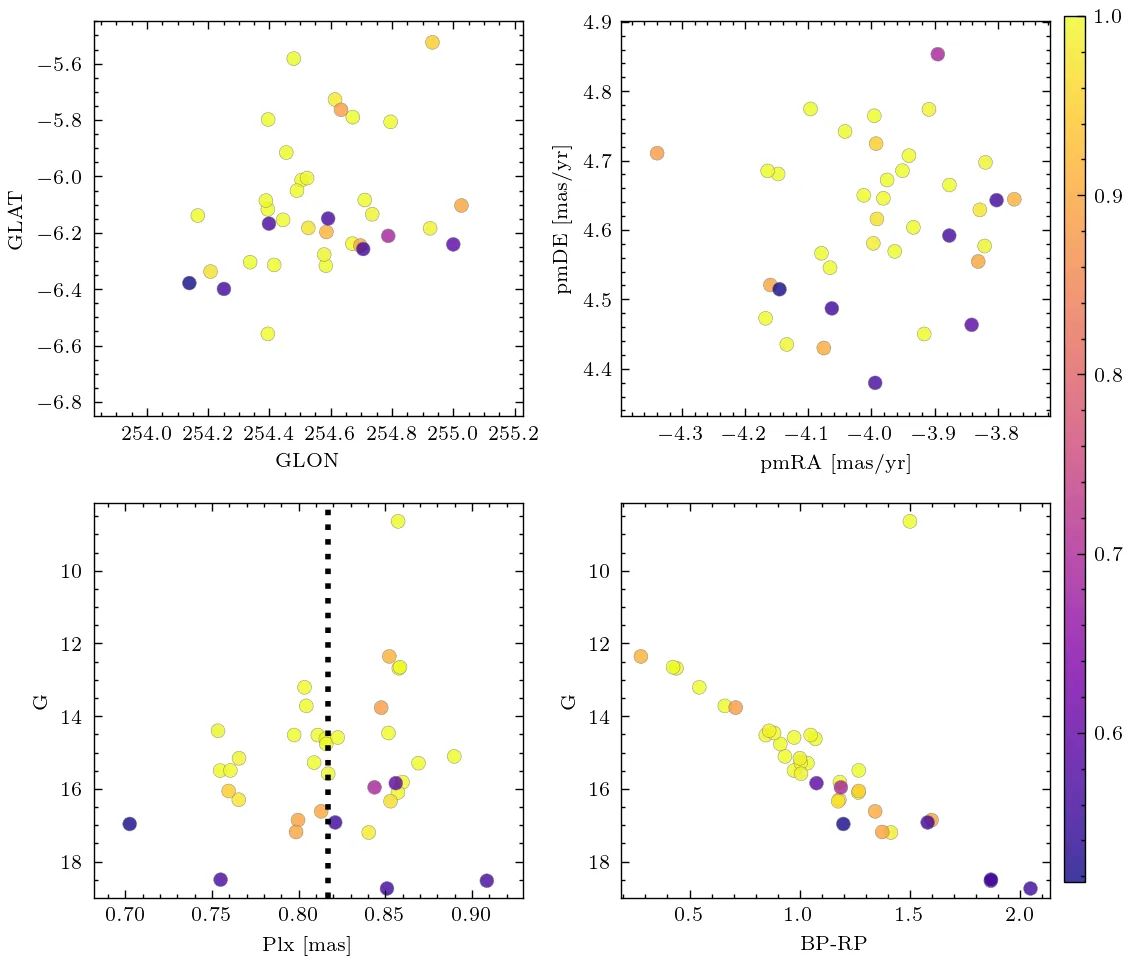 −5.6
−5.8
−6.0
−6.2
−6.4
−6.6
−6.8
GLAT
254.0 254.2 254.4 254.6 254.8 255.0 255.2
GLON
4.9
4.8
4.7
4.6
4.5
4.4
pmDE [mas/yr]
−4.3 −4.2 −4.1 −4.0 −3.9 −3.8
pmRA [mas/yr]
1.0
0.9
0.8
0.7
0.6
10
12
14
16
18
G
0.70 0.75 0.80 0.85 0.90
Plx [mas]
10
12
14
16
18
G
0.5 1.0 1.5 2.0
BP-RP